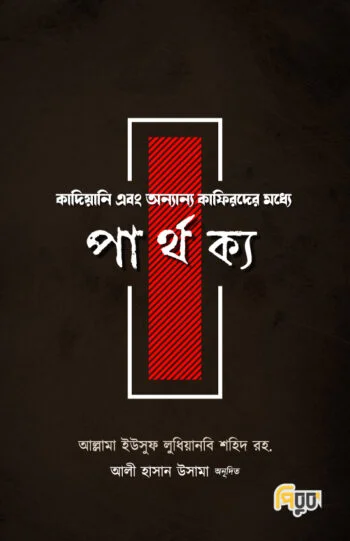 কাদিয়ানি এবং অন্যান্য কাফিরদের মধ্যে
পার্থক্য
আল্লামা ইউসুফ লুধিয়ানবি শহিদ রহ.
আলী হাসান উসামা অনূদিত